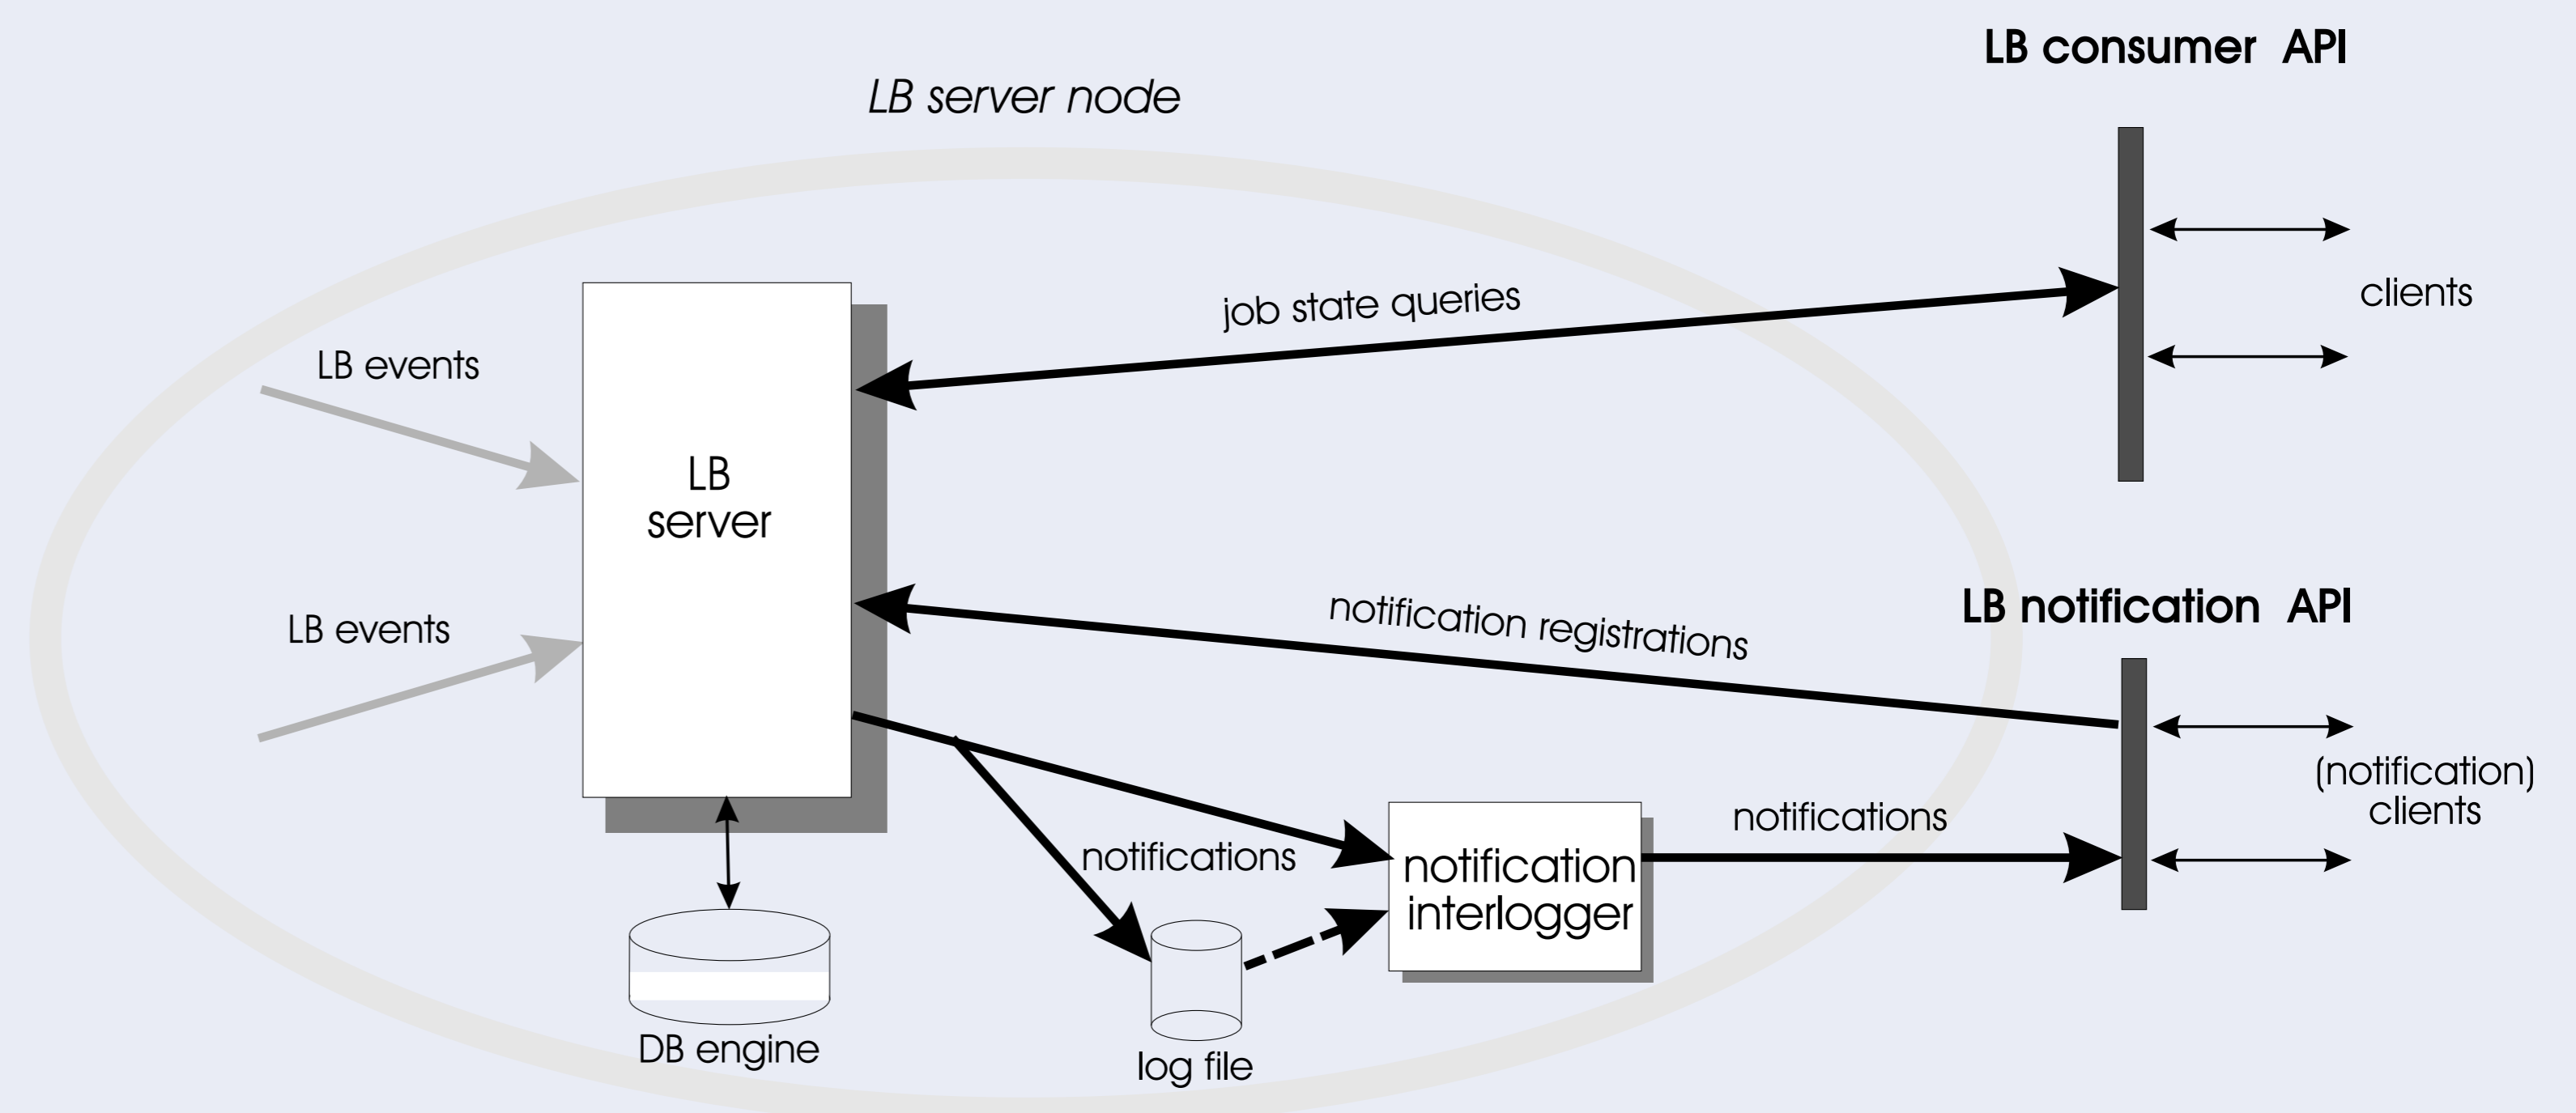 LB consumer API
LB server node
job state queries
clients
LB events
LB
server
LB events
notification registrations
LB notification API
(notification)
clients
notifications
notifications
notification
interlogger
DB engine
log file